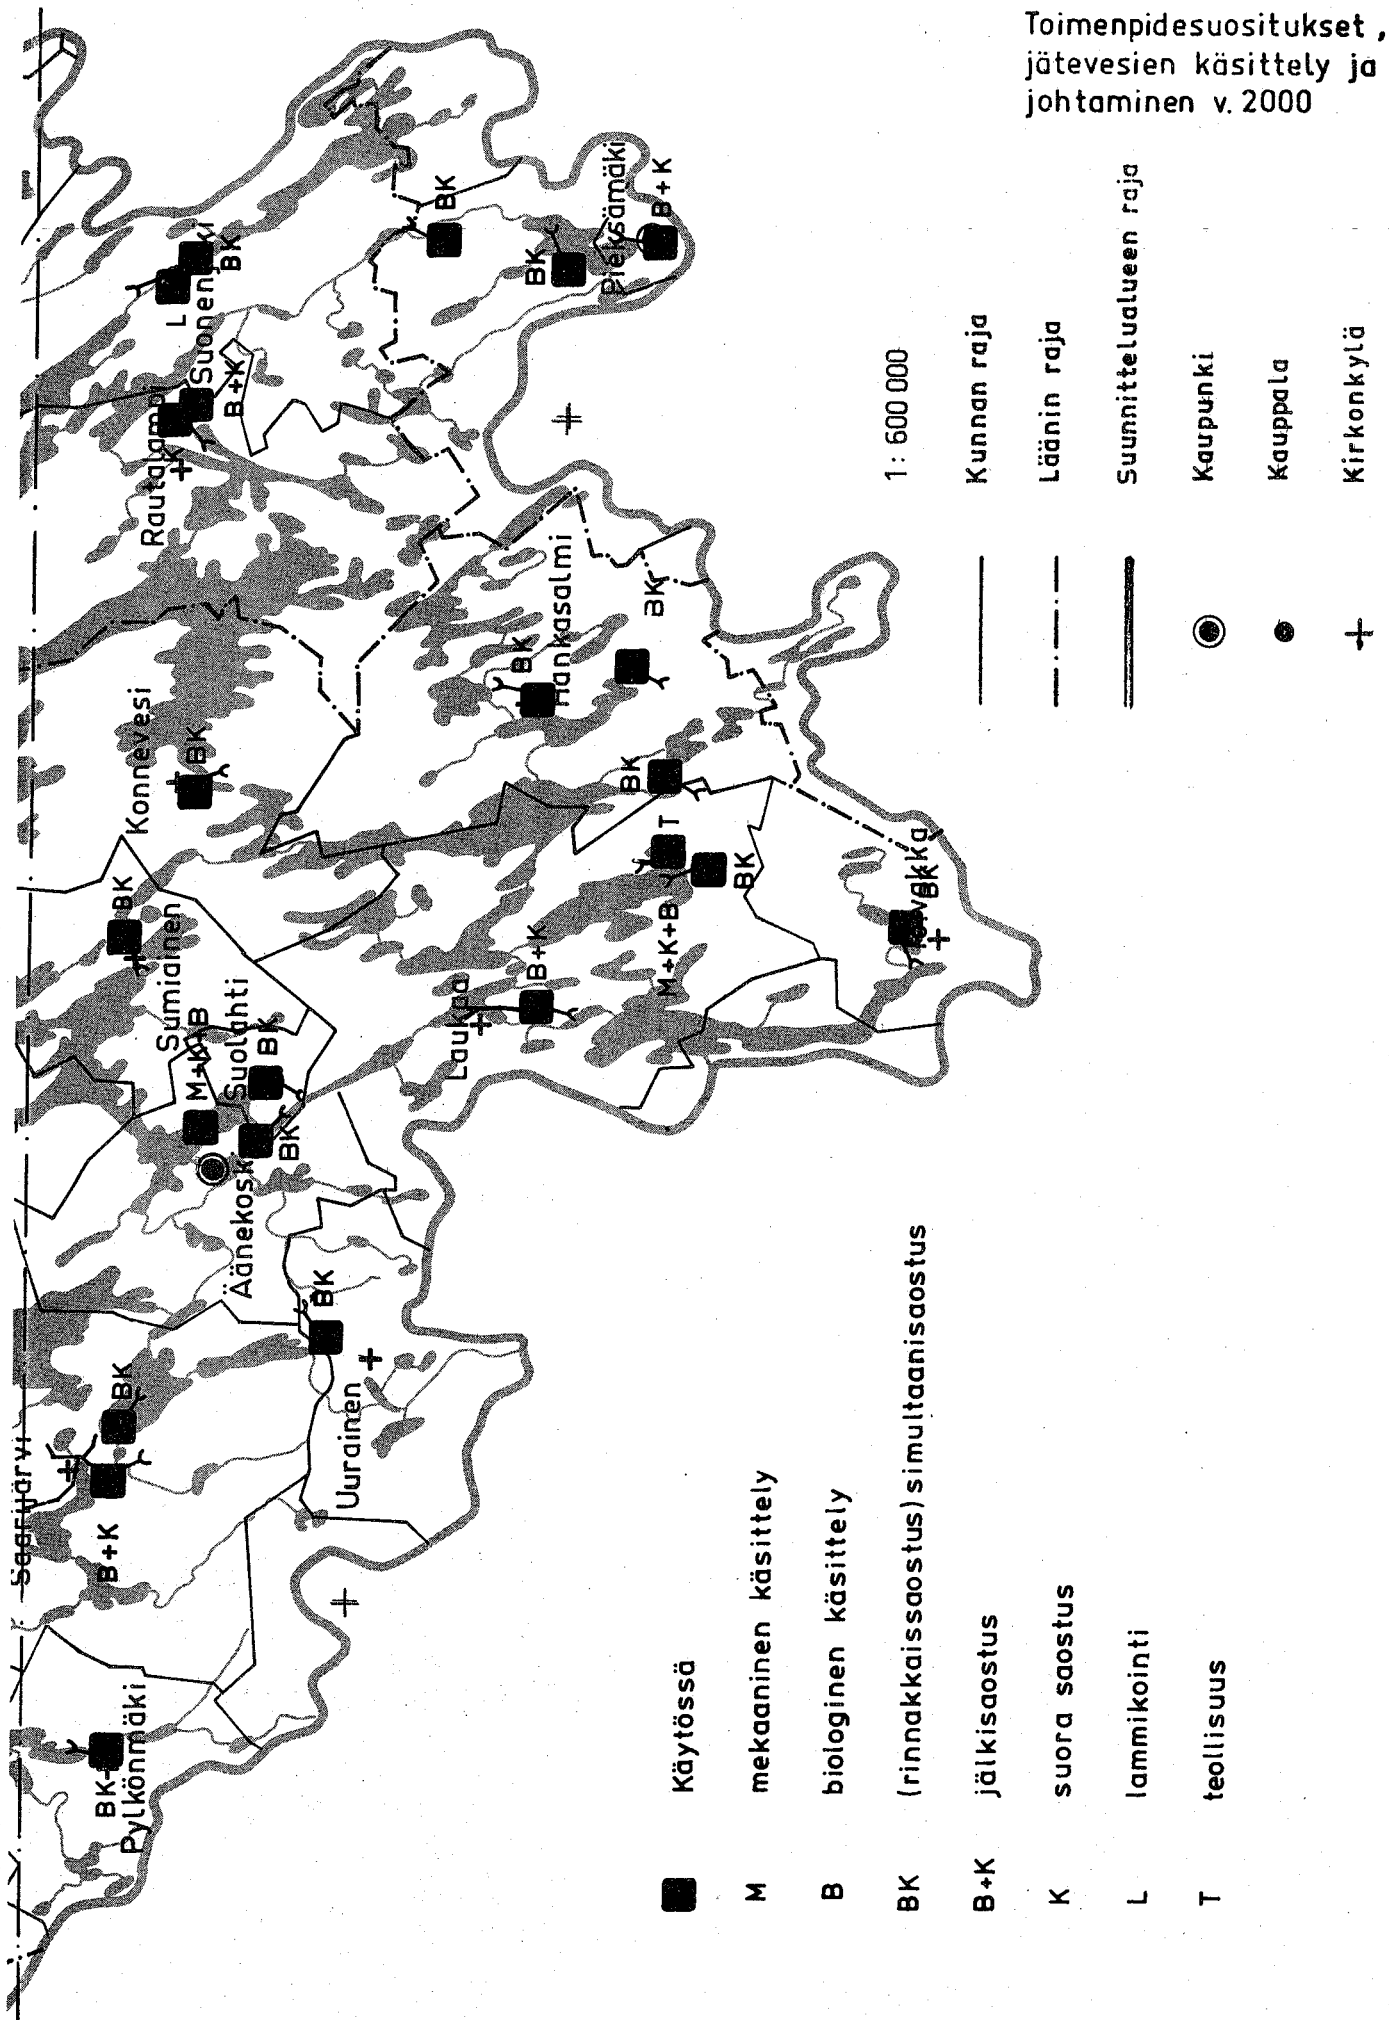 Toimenpidesuositukset,
jätevesien käsittely ja
johtaminen v. 2000
Saarijärvi
B+K
BK
BK
Pylkönmäki
Uurainen
BK
Äänekoski
BK
M+K+B
Suolahti
BK
Sumiainen
BK
Konnevesi
BK
Rautalampi
K
B+K
Suonenjoki
L
BK
BK
BK
Pieksämäki
B+K
Hankasalmi
BK
BK
BK
Laukaa
B+K
T
BK
M+K+B
Toivakka
BK
1:600 000
Kunnan raja
Läänin raja
Suunnittelualueen raja
Kaupunki
Kauppala
Kirkonkylä
Käytössä
M mekaaninen käsittely
B biologinen käsittely
BK (rinnakkaissaostus) simultaanisaostus
B+K jälkisaostus
K suora saostus
L lammikointi
T teollisuus